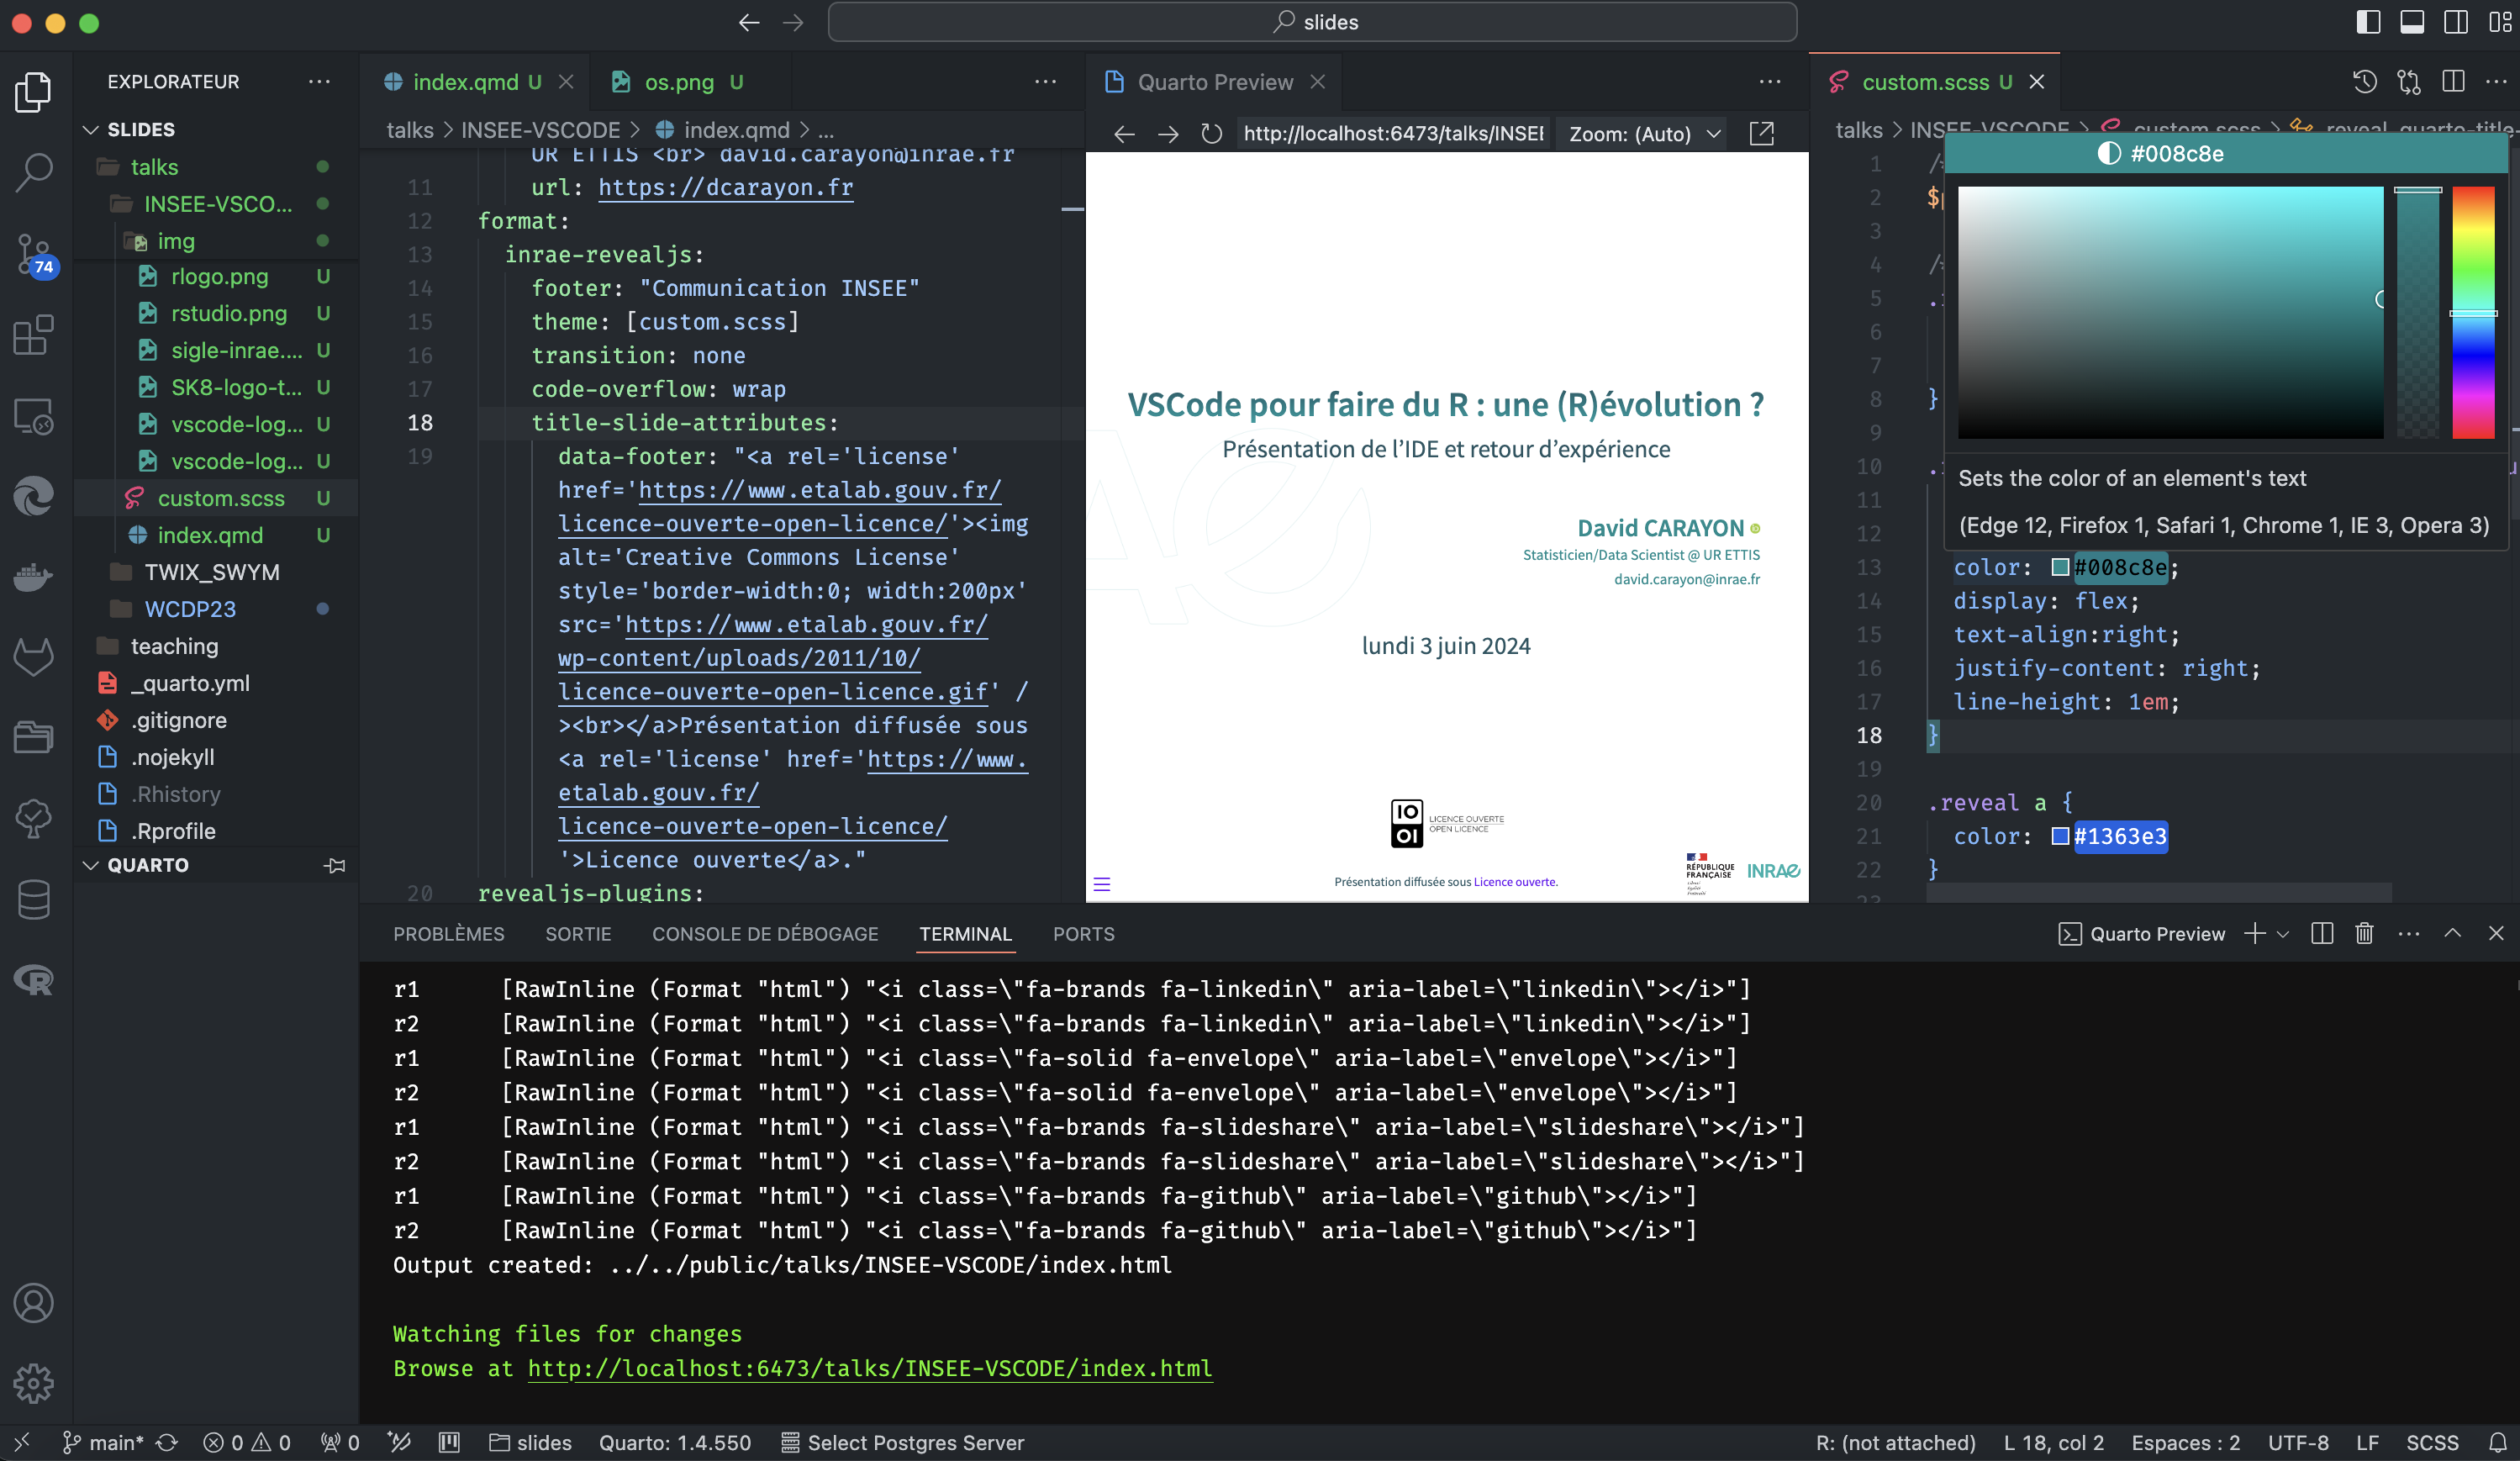 slides
EXPLORATEUR
SLIDES
talks
INSEE-VSCO...
img
rlogo.png U
rstudio.png U
sigle-inrae.... U
SK8-logo-t... U
vscode-log... U
vscode-log... U
custom.scss U
index.qmd U
TWIX_SWYM
WCDP23
teaching
_quarto.yml
.gitignore
.nojekyll
.Rhistory
.Rprofile
QUARTO
74
index.qmd U
os.png U
talks > INSEE-VSCODE > index.qmd > ...
UR ETTIS <br> david.carayon@inrae.fr
11 url: https://dcarayon.fr
12 format:
13 inrae-revealjs:
14 footer: "Communication INSEE"
15 theme: [custom.scss]
16 transition: none
17 code-overflow: wrap
18 title-slide-attributes:
19 data-footer: "<a rel='license'
href='https://www.etalab.gouv.fr/
licence-ouverte-open-licence/'><img
alt='Creative Commons License'
style='border-width:0; width:200px'
src='https://www.etalab.gouv.fr/
wp-content/uploads/2011/10/
licence-ouverte-open-licence.gif' /
><br></a>Présentation diffusée sous
<a rel='license' href='https://www.
etalab.gouv.fr/
licence-ouverte-open-licence/
'>Licence ouverte</a>."
20 revealjs-plugins:
Quarto Preview
http://localhost:6473/talks/INSEI
Zoom: (Auto)
VSCode pour faire du R : une (R)évolution ?
Présentation de l'IDE et retour d'expérience
David CARAYON
Statisticien/Data Scientist @ UR ETTIS
david.carayon@inrae.fr
lundi 3 juin 2024
LICENCE OUVERTE
OPEN LICENCE
Présentation diffusée sous Licence ouverte.
RÉPUBLIQUE
FRANÇAISE
INRAE
custom.scss U
talks > INSEE-VSCODE > custom.scss > reveal .quarto-title-
#008c8e
1 /*
2 $
3
4 /*
5 .
6
7
8 }
9
10 .
11
12
Sets the color of an element's text
(Edge 12, Firefox 1, Safari 1, Chrome 1, IE 3, Opera 3)
13 color: #008c8e;
14 display: flex;
15 text-align:right;
16 justify-content: right;
17 line-height: 1em;
18 }
19
20 .reveal a {
21 color: #1363e3
22 }
23
PROBLÈMES SORTIE CONSOLE DE DÉBOGAGE TERMINAL PORTS
Quarto Preview
r1 [RawInline (Format "html") "<i class=\"fa-brands fa-linkedin\" aria-label=\"linkedin\"></i>"]
r2 [RawInline (Format "html") "<i class=\"fa-brands fa-linkedin\" aria-label=\"linkedin\"></i>"]
r1 [RawInline (Format "html") "<i class=\"fa-solid fa-envelope\" aria-label=\"envelope\"></i>"]
r2 [RawInline (Format "html") "<i class=\"fa-solid fa-envelope\" aria-label=\"envelope\"></i>"]
r1 [RawInline (Format "html") "<i class=\"fa-brands fa-slideshare\" aria-label=\"slideshare\"></i>"]
r2 [RawInline (Format "html") "<i class=\"fa-brands fa-slideshare\" aria-label=\"slideshare\"></i>"]
r1 [RawInline (Format "html") "<i class=\"fa-brands fa-github\" aria-label=\"github\"></i>"]
r2 [RawInline (Format "html") "<i class=\"fa-brands fa-github\" aria-label=\"github\"></i>"]
Output created: ../../public/talks/INSEE-VSCODE/index.html
Watching files for changes
Browse at http://localhost:6473/talks/INSEE-VSCODE/index.html
main* 0 0 0 slides Quarto: 1.4.550 Select Postgres Server
R: (not attached) L 18, col 2 Espaces : 2 UTF-8 LF SCSS